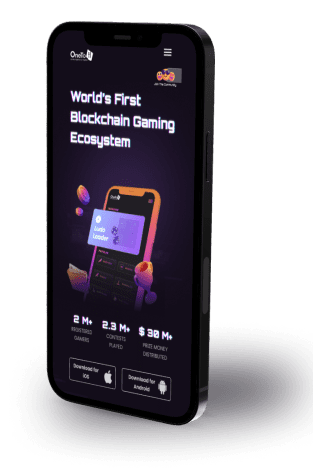 OneTo11
Join The Community
World's First
Blockchain Gaming
Ecosystem
Ludo
Leader
2 M+
REGISTERED
GAMERS
2.3 M+
CONTESTS
PLAYED
$ 30 M+
PRIZE MONEY
DISTRIBUTED
Download for
iOS
Download for
Android